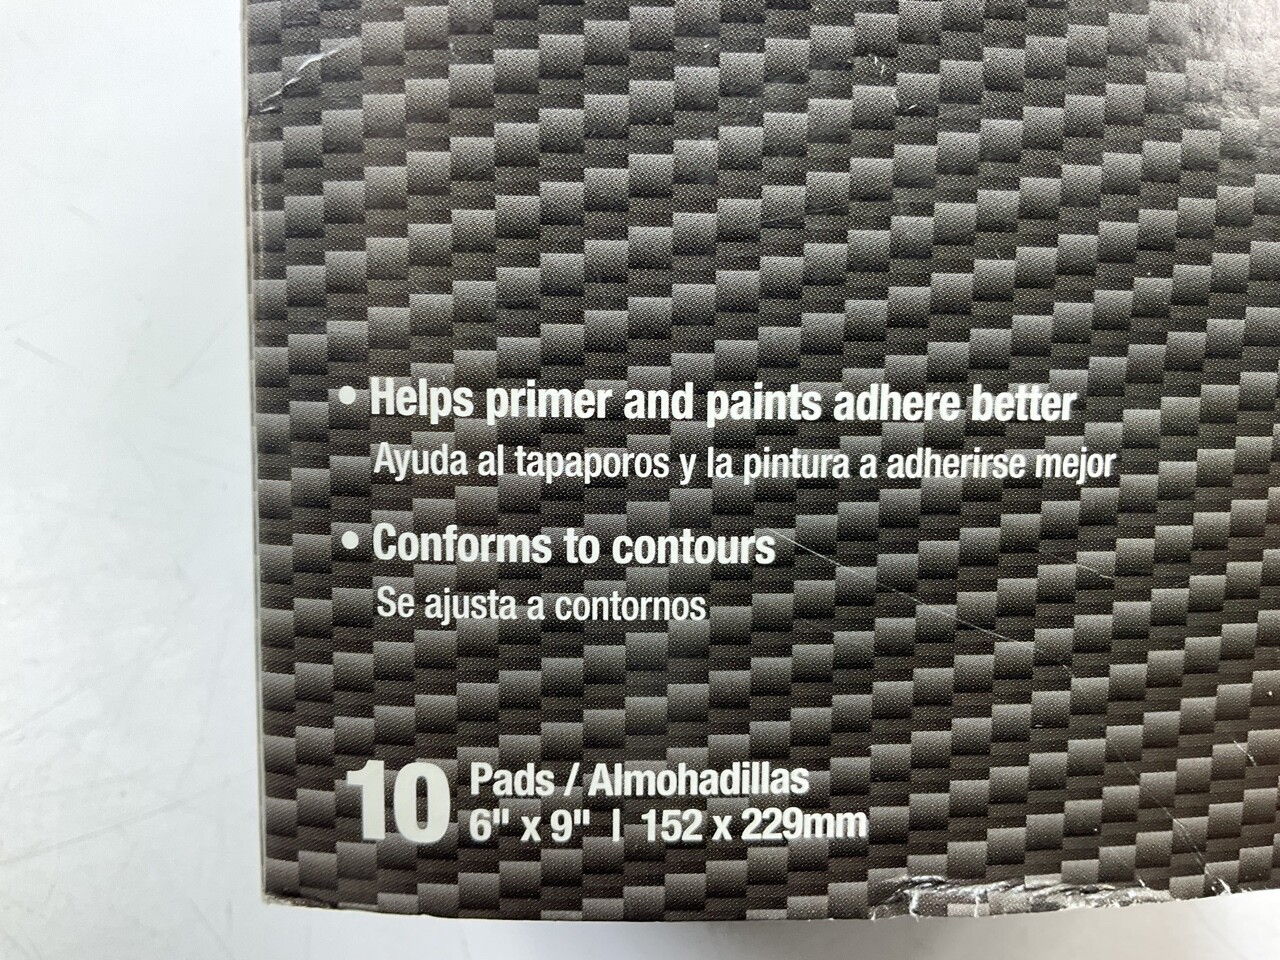 • Helps primer and paints adhere better
Ayuda al tapaporos y la pintura a adherirse mejor
• Conforms to contours
Se ajusta a contornos
10 Pads / Almohadillas
6" x 9" | 152 x 229mm